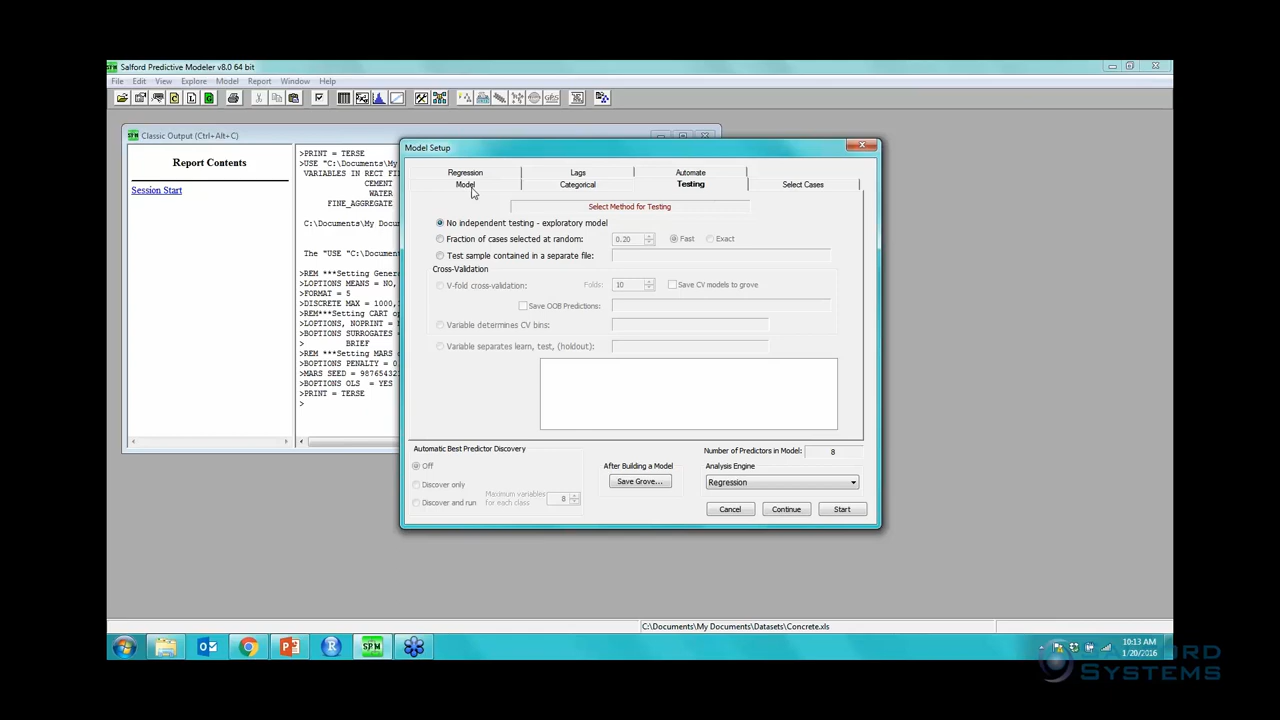 Salford Predictive Modeler v8.0 64 bit
File Edit View Explore Model Report Window Help
Classic Output (Ctrl+Alt+C)
Report Contents
Session Start
>PRINT = TERSE
>USE "C:\Documents\My
VARIABLES IN RECT FI
CEMENT
WATER
FINE_AGGREGATE
C:\Documents\My Docum
The "USE "C:\Docume
>REM ***Setting Gener
>LOPTIONS MEANS = NO,
>FORMAT = 5
>DISCRETE MAX = 1000,
>REM***Setting CART op
>LOPTIONS, NOPRINT =
>BOPTIONS SURROGATES =
> BRIEF
>REM ***Setting MARS o
>BOPTIONS PENALTY = 0
>MARS SEED = 98765432
>BOPTIONS OLS = YES
>PRINT = TERSE
>
Model Setup
Regression Lags Automate
Model Categorical Testing Select Cases
Select Method for Testing
No independent testing - exploratory model
Fraction of cases selected at random: 0.20 Fast Exact
Test sample contained in a separate file:
Cross-Validation
V-fold cross-validation: Folds: 10 Save CV models to grove
Save OOB Predictions:
Variable determines CV bins:
Variable separates learn, test, (holdout):
Automatic Best Predictor Discovery
Off
Discover only
Discover and run
Maximum variables
for each class
8
After Building a Model
Save Grove...
Number of Predictors in Model: 8
Analysis Engine
Regression
Cancel Continue Start
C:\Documents\My Documents\Datasets\Concrete.xls
10:13 AM
1/20/2016
SYSTEMS